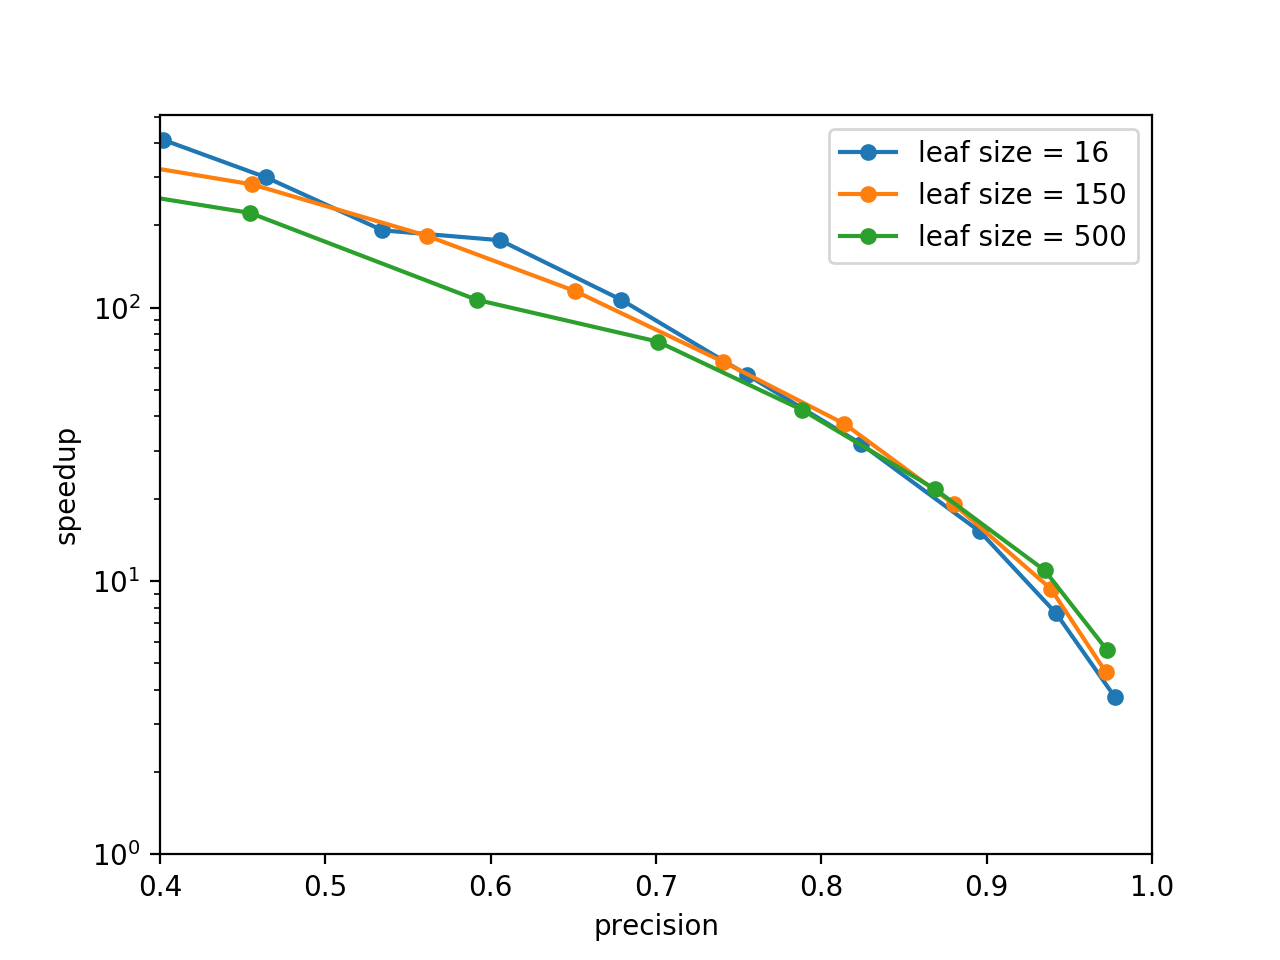 leaf size = 16
leaf size = 150
leaf size = 500
speedup
10²
10¹
10⁰
0.4 0.5 0.6 0.7 0.8 0.9 1.0
precision